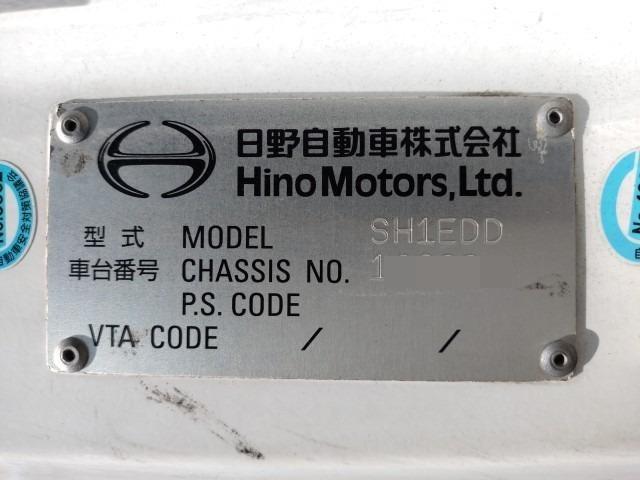 日野自動車株式会社
Hino Motors, Ltd.
型式 MODEL SH1EDD
車台番号 CHASSIS NO. 1
P.S. CODE
VTA CODE / /